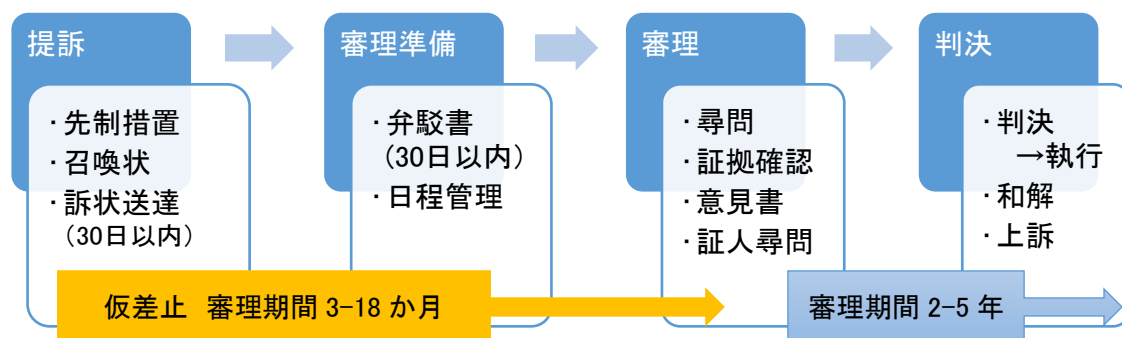 提訴
・先制措置
・召喚状
・訴状送達
（30日以内）
審理準備
・弁駁書
（30日以内）
・日程管理
審理
・尋問
・証拠確認
・意見書
・証人尋問
判決
・判決
→執行
・和解
・上訴
仮差止 審理期間 3-18 か月
審理期間 2-5 年